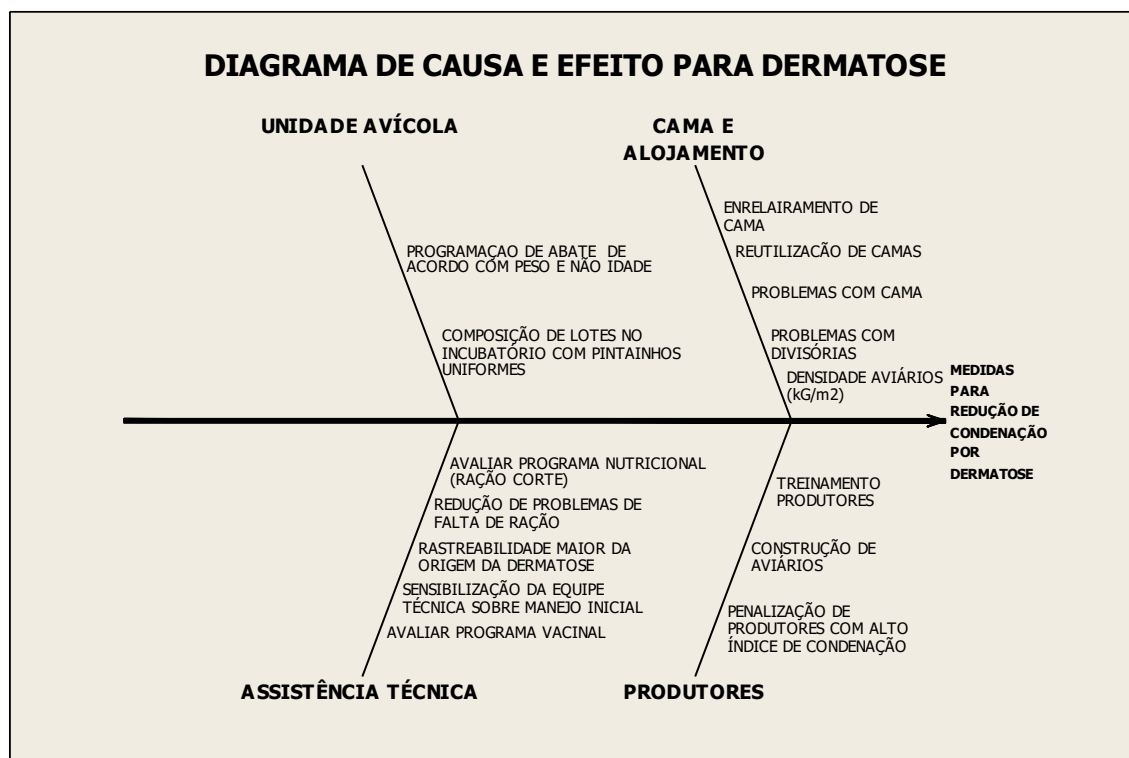 DIAGRAMA DE CAUSA E EFEITO PARA DERMATOSE
UNIDADE AVÍCOLA
CAMA E
ALOJAMENTO
PROGRAMAÇAO DE ABATE DE
ACORDO COM PESO E NÃO IDADE
COMPOSIÇÃO DE LOTES NO
INCUBATÓRIO COM PINTAINHOS
UNIFORMES
ENRELAIRAMENTO DE
CAMA
REUTILIZACÃO DE CAMAS
PROBLEMAS COM CAMA
PROBLEMAS COM
DIVISÓRIAS
DENSIDADE AVIÁRIOS
(kG/m2)
MEDIDAS
PARA
REDUÇÃO DE
CONDENAÇÃO
POR
DERMATOSE
AVALIAR PROGRAMA NUTRICIONAL
(RAÇÃO CORTE)
REDUÇÃO DE PROBLEMAS DE
FALTA DE RAÇÃO
RASTREABILIDADE MAIOR DA
ORIGEM DA DERMATOSE
SENSIBILIZAÇÃO DA EQUIPE
TÉCNICA SOBRE MANEJO INICIAL
AVALIAR PROGRAMA VACINAL
TREINAMENTO
PRODUTORES
CONSTRUÇÃO DE
AVIÁRIOS
PENALIZAÇÃO DE
PRODUTORES COM ALTO
ÍNDICE DE CONDENAÇÃO
ASSISTÊNCIA TÉCNICA
PRODUTORES